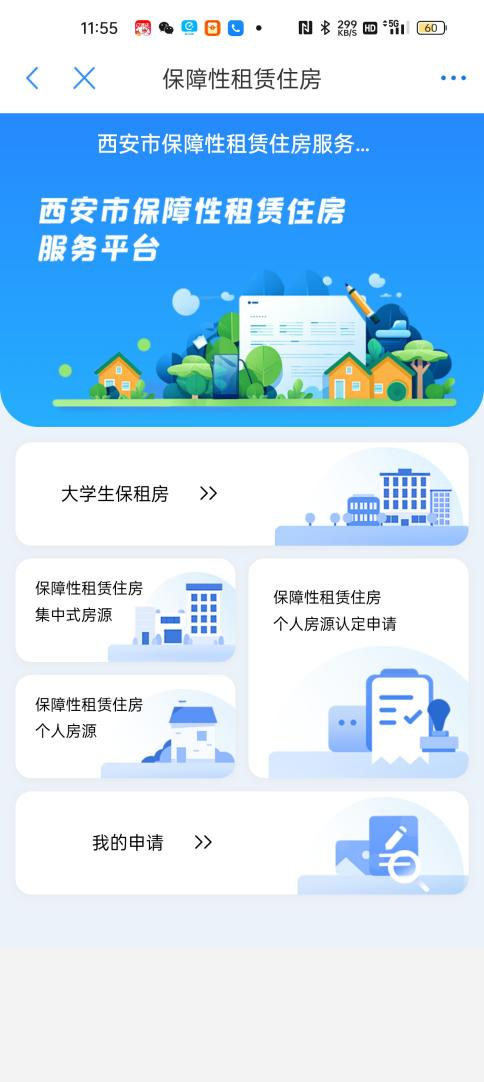 11:55
299
KB/S
HD
5G
60
保障性租赁住房
西安市保障性租赁住房服务...
西安市保障性租赁住房
服务平台
大学生保租房 >>
保障性租赁住房
集中式房源
保障性租赁住房
个人房源认定申请
保障性租赁住房
个人房源
我的申请 >>